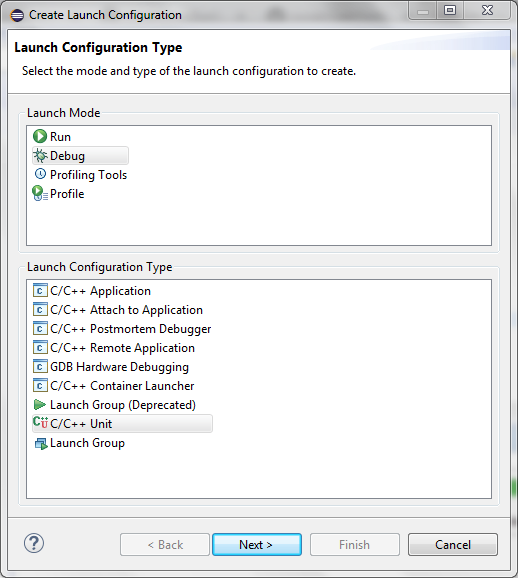 Create Launch Configuration
Launch Configuration Type
Select the mode and type of the launch configuration to create.
Launch Mode
Run
Debug
Profiling Tools
Profile
Launch Configuration Type
C/C++ Application
C/C++ Attach to Application
C/C++ Postmortem Debugger
C/C++ Remote Application
GDB Hardware Debugging
C/C++ Container Launcher
Launch Group (Deprecated)
C/C++ Unit
Launch Group
< Back
Next >
Finish
Cancel